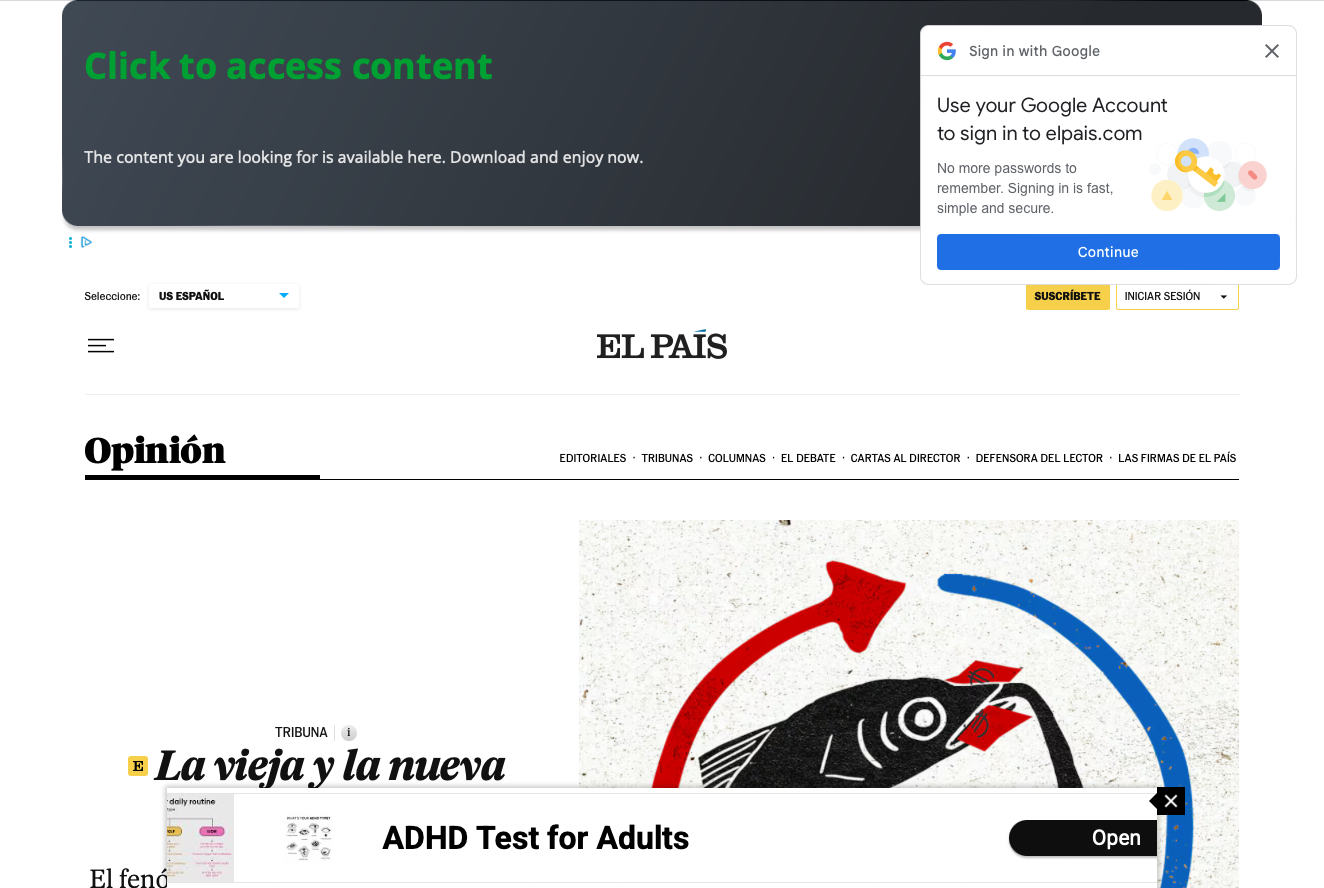 Click to access content
The content you are looking for is available here. Download and enjoy now.
Sign in with Google
Use your Google Account
to sign in to elpais.com
No more passwords to
remember. Signing in is fast,
simple and secure.
Continue
Seleccione:
US ESPAÑOL
SUSCRÍBETE
INICIAR SESIÓN
EL PAÍS
Opinión
EDITORIALES · TRIBUNAS · COLUMNAS · EL DEBATE · CARTAS AL DIRECTOR · DEFENSORA DEL LECTOR · LAS FIRMAS DE EL PAÍS
TRIBUNA
E La vieja y la nueva
daily routine
WHAT'S YOUR ADHD TYPE?
ADHD Test for Adults
Open
El fenó